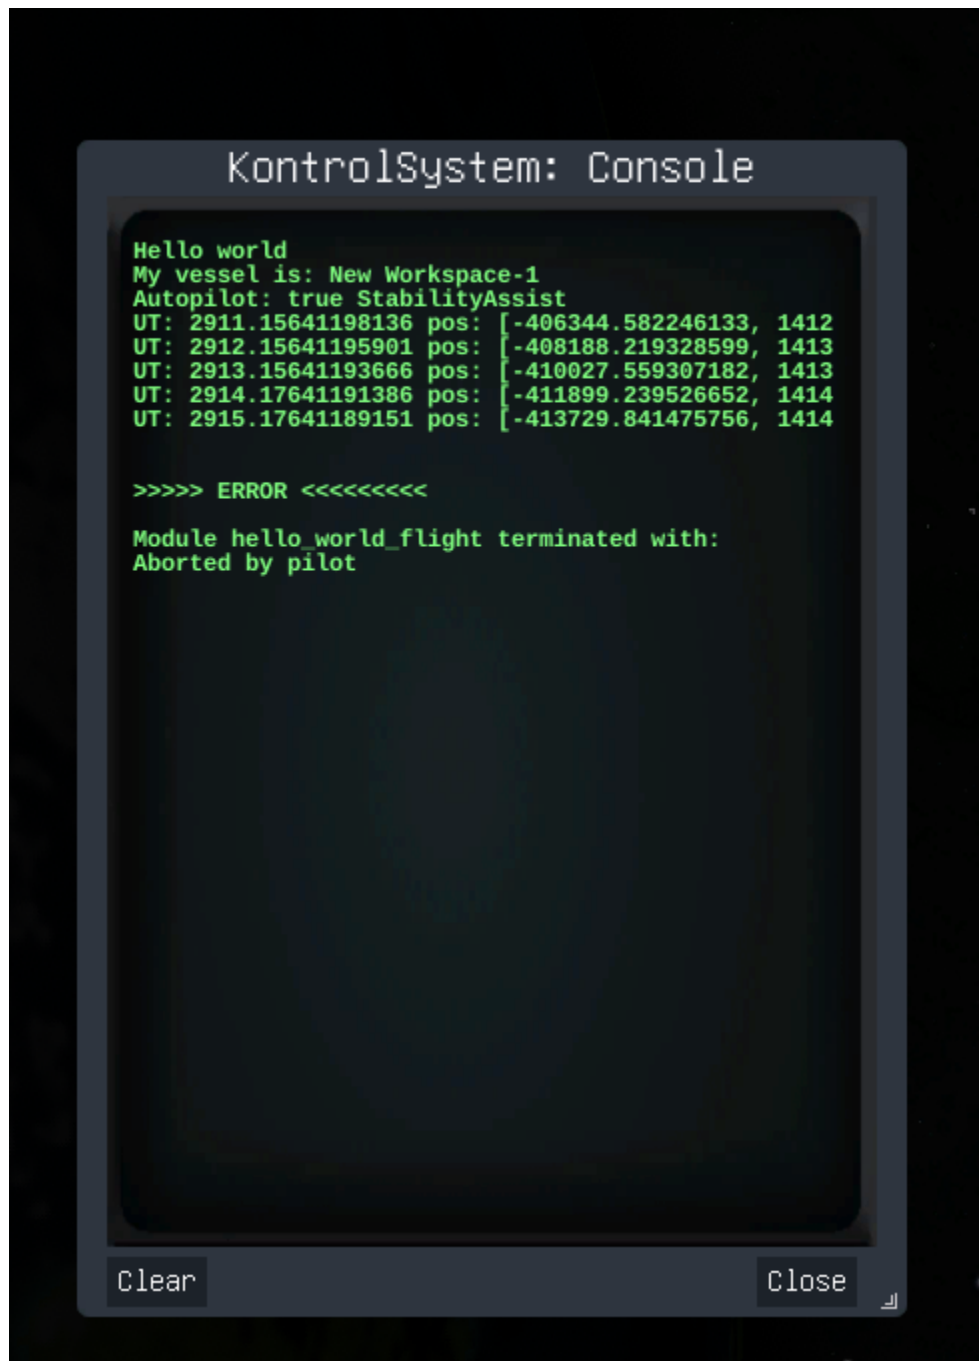 KontrolSystem: Console
Hello world
My vessel is: New Workspace-1
Autopilot: true StabilityAssist
UT: 2911.15641198136 pos: [-406344.582246133, 1412
UT: 2912.15641195901 pos: [-408188.219328599, 1413
UT: 2913.15641193666 pos: [-410027.559307182, 1413
UT: 2914.17641191386 pos: [-411899.239526652, 1414
UT: 2915.17641189151 pos: [-413729.841475756, 1414
>>>>> ERROR <<<<<<<<<
Module hello_world_flight terminated with:
Aborted by pilot
Clear
Close